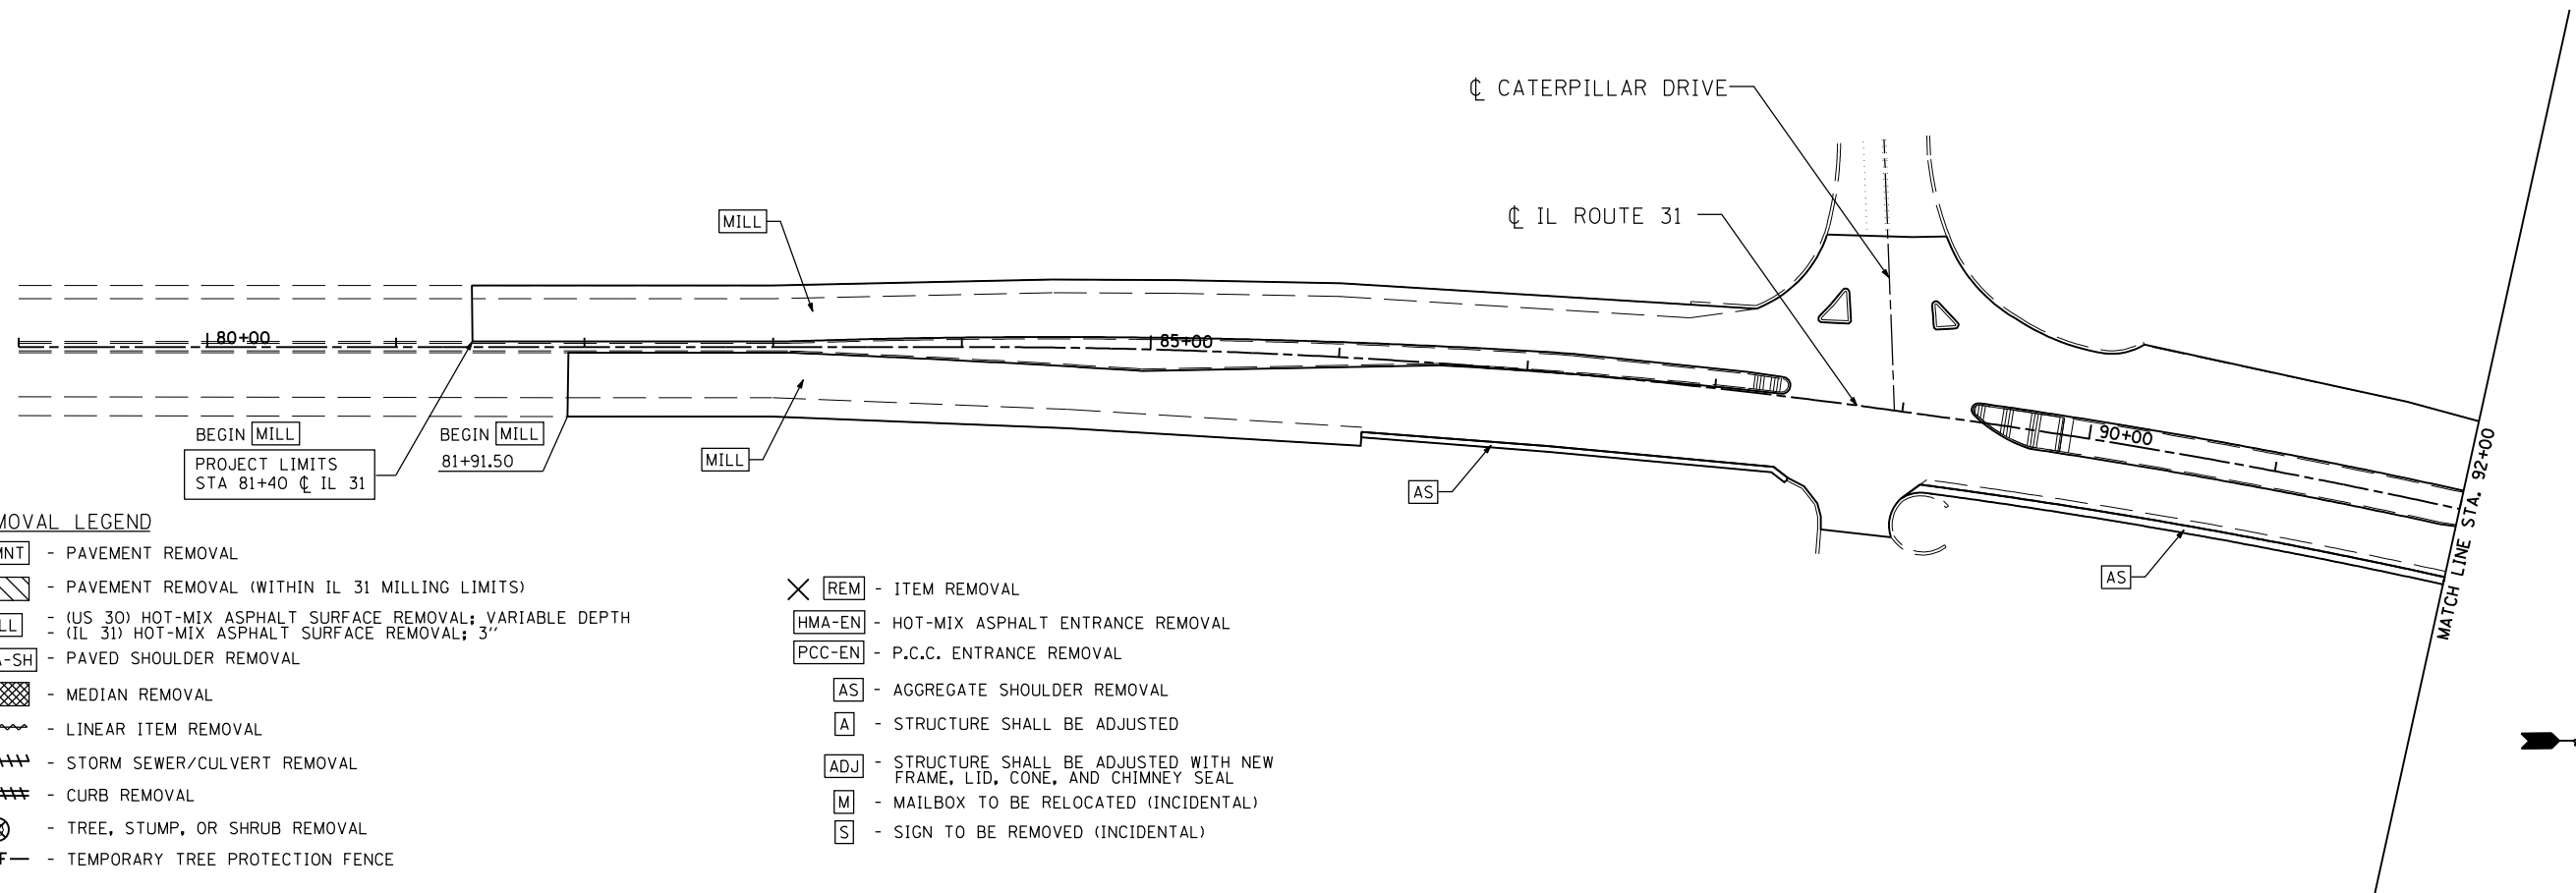 ℄ CATERPILLAR DRIVE
℄ IL ROUTE 31
MILL
80+00
85+00
90+00
BEGIN MILL
PROJECT LIMITS
STA 81+40 ℄ IL 31
BEGIN MILL
81+91.50
MILL
AS
AS
MATCH LINE STA. 92+00
MOVAL LEGEND
MNT - PAVEMENT REMOVAL
- PAVEMENT REMOVAL (WITHIN IL 31 MILLING LIMITS)
LL - (US 30) HOT-MIX ASPHALT SURFACE REMOVAL; VARIABLE DEPTH
- (IL 31) HOT-MIX ASPHALT SURFACE REMOVAL; 3''
A-SH - PAVED SHOULDER REMOVAL
- MEDIAN REMOVAL
- LINEAR ITEM REMOVAL
- STORM SEWER/CULVERT REMOVAL
- CURB REMOVAL
- TREE, STUMP, OR SHRUB REMOVAL
F - TEMPORARY TREE PROTECTION FENCE
REM - ITEM REMOVAL
HMA-EN - HOT-MIX ASPHALT ENTRANCE REMOVAL
PCC-EN - P.C.C. ENTRANCE REMOVAL
AS - AGGREGATE SHOULDER REMOVAL
A - STRUCTURE SHALL BE ADJUSTED
ADJ - STRUCTURE SHALL BE ADJUSTED WITH NEW
FRAME, LID, CONE, AND CHIMNEY SEAL
M - MAILBOX TO BE RELOCATED (INCIDENTAL)
S - SIGN TO BE REMOVED (INCIDENTAL)